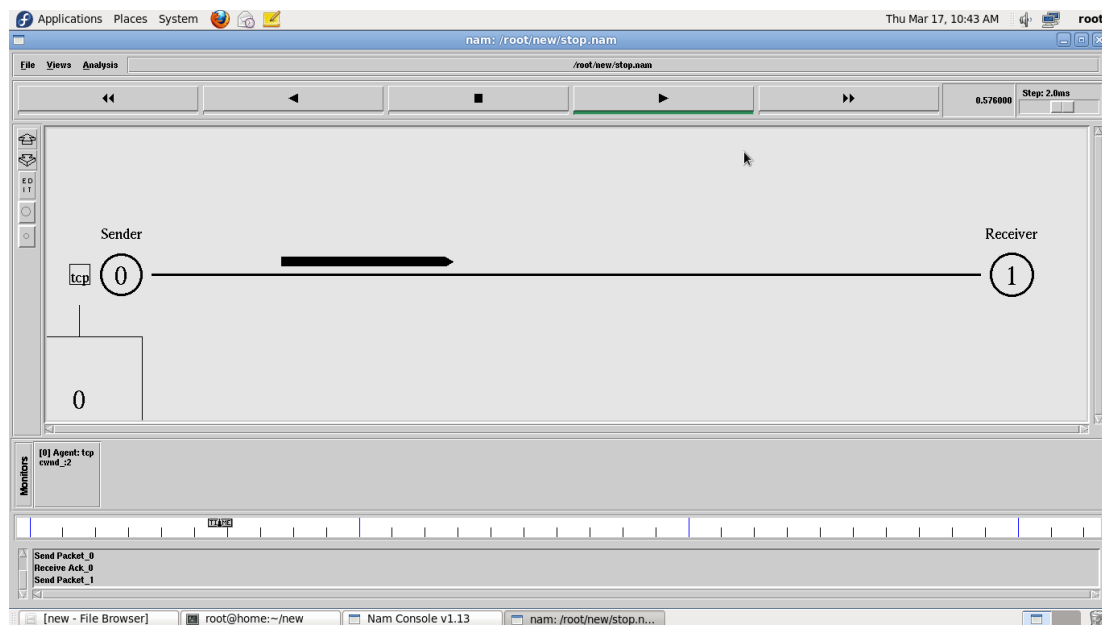 Applications Places System Thu Mar 17, 10:43 AM root
nam: /root/new/stop.nam
File Views Analysis /root/new/stop.nam
0.576000 Step: 2.0ms
ED
IT
Sender Receiver
tcp 0 1
0
Monitors
[0] Agent: tcp
cwnd_:2
TIME
Send Packet_0
Receive Ack_0
Send Packet_1
[new - File Browser] root@home:~/new Nam Console v1.13 nam: /root/new/stop.n...